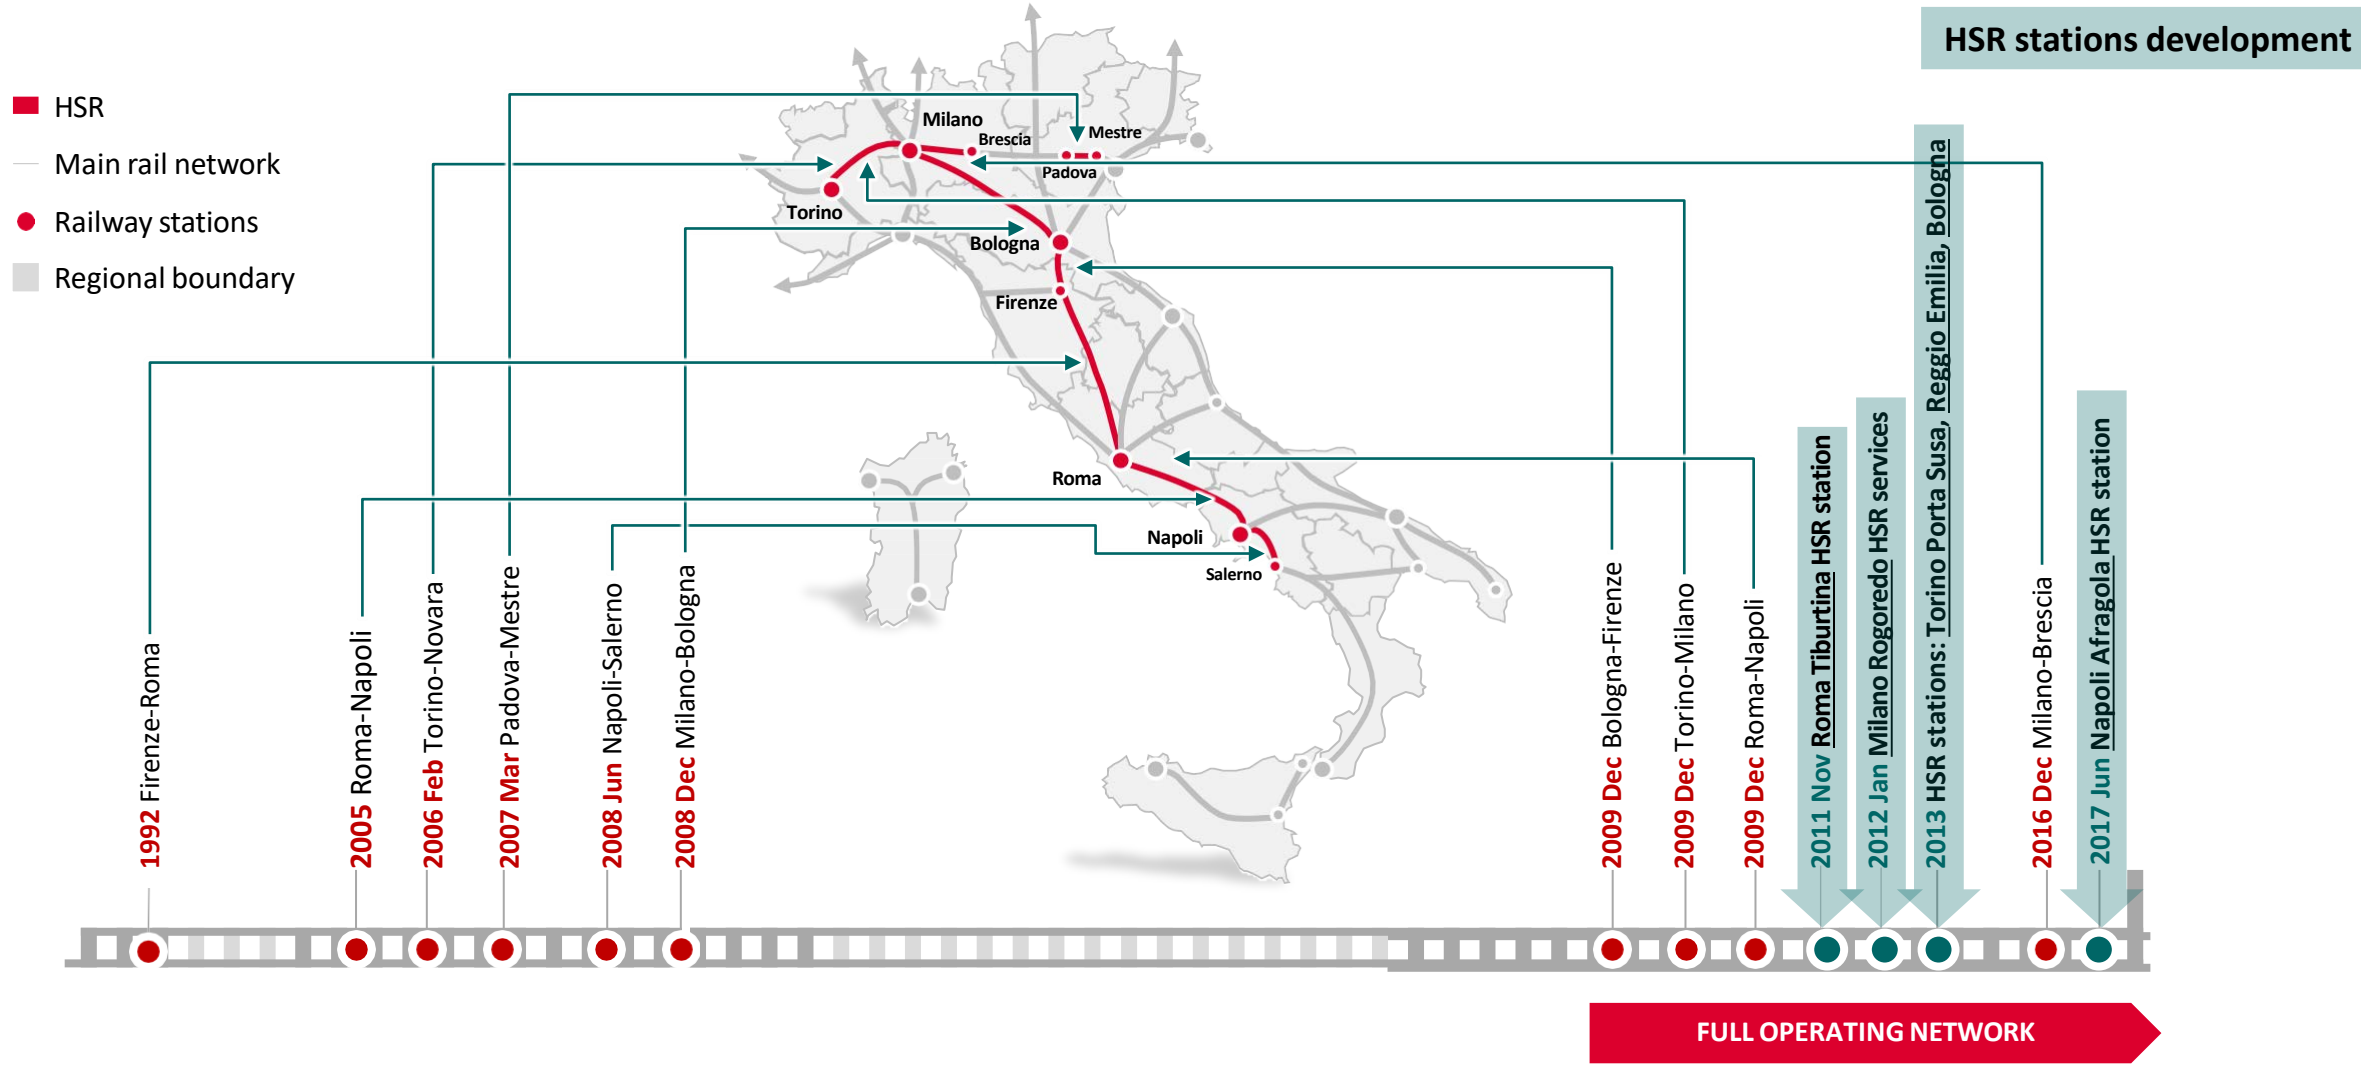 HSR stations development
HSR
Main rail network
Railway stations
Regional boundary
Milano
Brescia
Mestre
Padova
Torino
Bologna
Firenze
Roma
Napoli
Salerno
1992 Firenze-Roma
2005 Roma-Napoli
2006 Feb Torino-Novara
2007 Mar Padova-Mestre
2008 Jun Napoli-Salerno
2008 Dec Milano-Bologna
2009 Dec Bologna-Firenze
2009 Dec Torino-Milano
2009 Dec Roma-Napoli
2011 Nov Roma Tiburtina HSR station
2012 Jan Milano Rogoredo HSR services
2013 HSR stations: Torino Porta Susa, Reggio Emilia, Bologna
2016 Dec Milano-Brescia
2017 Jun Napoli Afragola HSR station
FULL OPERATING NETWORK